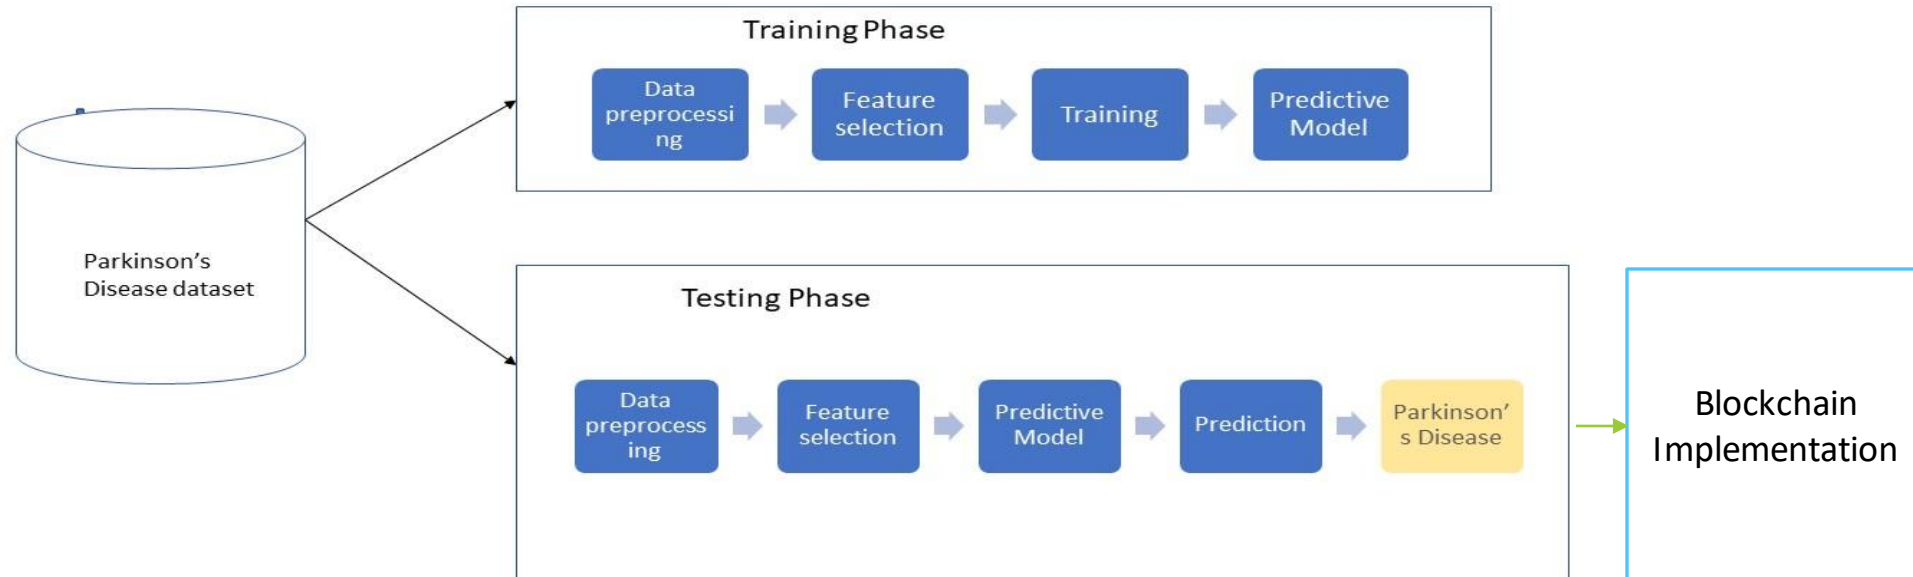 Training Phase
Data
preprocessi
ng
Feature
selection
Training
Predictive
Model
Parkinson’s
Disease dataset
Testing Phase
Data
preprocess
ing
Feature
selection
Predictive
Model
Prediction
Parkinson’
s Disease
Blockchain
Implementation